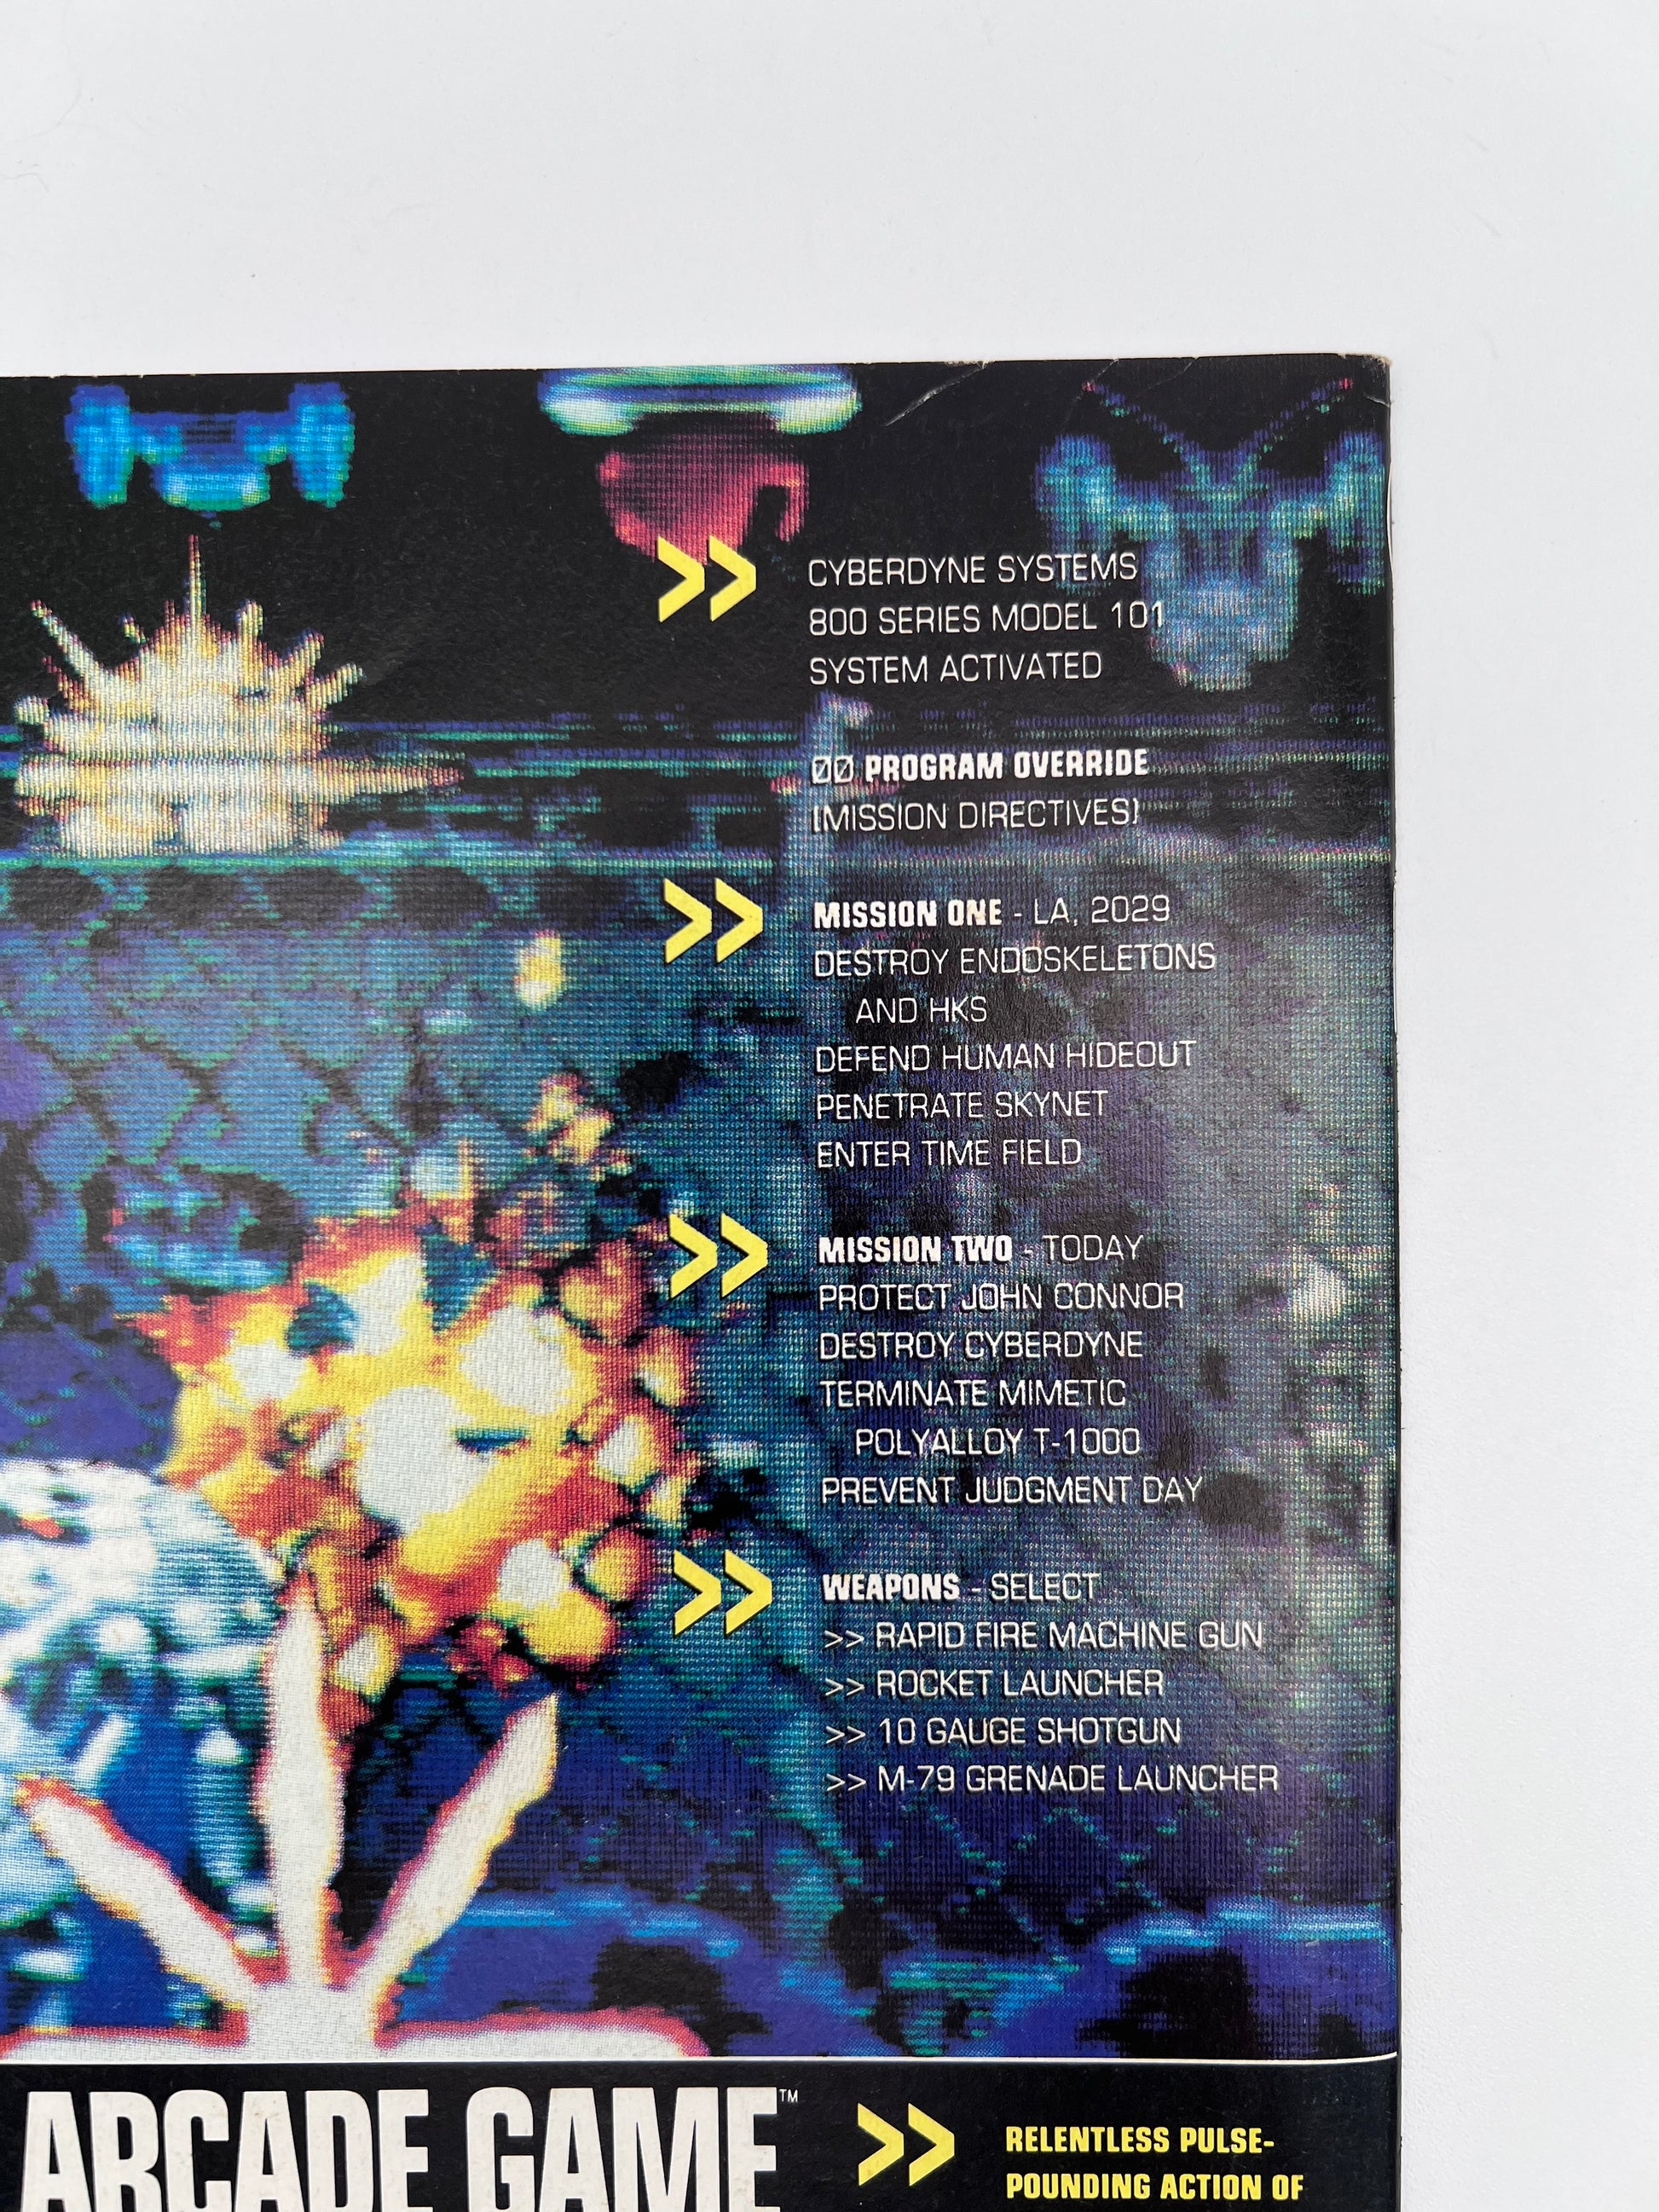 >> CYBERDYNE SYSTEMS
800 SERIES MODEL 101
SYSTEM ACTIVATED
00 PROGRAM OVERRIDE
(MISSION DIRECTIVES)
>> MISSION ONE - LA, 2029
DESTROY ENDOSKELETONS
AND HKS
DEFEND HUMAN HIDEOUT
PENETRATE SKYNET
ENTER TIME FIELD
>> MISSION TWO - TODAY
PROTECT JOHN CONNOR
DESTROY CYBERDYNE
TERMINATE MIMETIC
POLYALLOY T-1000
PREVENT JUDGMENT DAY
>> WEAPONS - SELECT
>> RAPID FIRE MACHINE GUN
>> ROCKET LAUNCHER
>> 10 GAUGE SHOTGUN
>> M-79 GRENADE LAUNCHER
ARCADE GAME™
>> RELENTLESS PULSE-
POUNDING ACTION OF